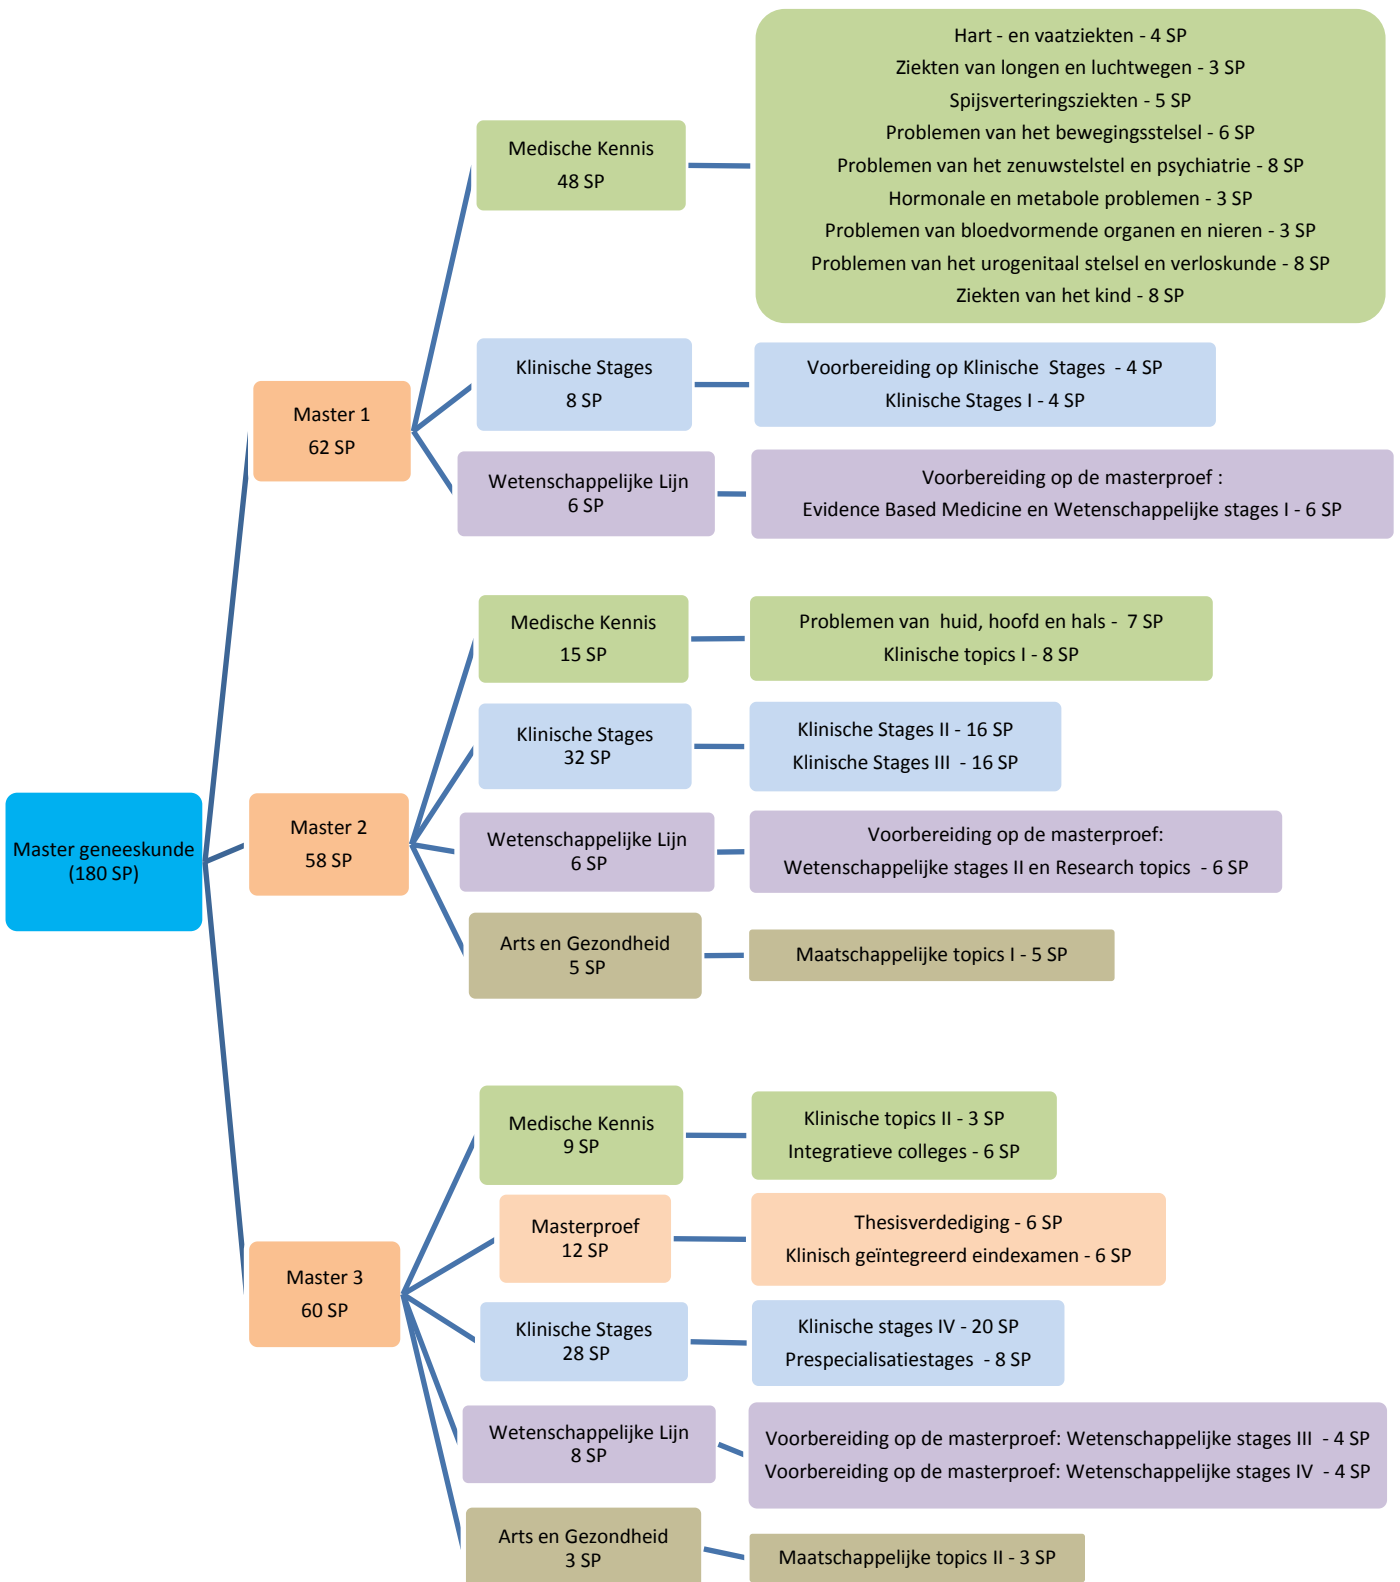 Master geneeskunde
(180 SP)
Master 1
62 SP
Medische Kennis
48 SP
Hart - en vaatziekten - 4 SP
Ziekten van longen en luchtwegen - 3 SP
Spijsverteringsziekten - 5 SP
Problemen van het bewegingsstelsel - 6 SP
Problemen van het zenuwstelstel en psychiatrie - 8 SP
Hormonale en metabole problemen - 3 SP
Problemen van bloedvormende organen en nieren - 3 SP
Problemen van het urogenitaal stelsel en verloskunde - 8 SP
Ziekten van het kind - 8 SP
Klinische Stages
8 SP
Voorbereiding op Klinische Stages - 4 SP
Klinische Stages I - 4 SP
Wetenschappelijke Lijn
6 SP
Voorbereiding op de masterproef :
Evidence Based Medicine en Wetenschappelijke stages I - 6 SP
Master 2
58 SP
Medische Kennis
15 SP
Problemen van huid, hoofd en hals - 7 SP
Klinische topics I - 8 SP
Klinische Stages
32 SP
Klinische Stages II - 16 SP
Klinische Stages III - 16 SP
Wetenschappelijke Lijn
6 SP
Voorbereiding op de masterproef:
Wetenschappelijke stages II en Research topics - 6 SP
Arts en Gezondheid
5 SP
Maatschappelijke topics I - 5 SP
Master 3
60 SP
Medische Kennis
9 SP
Klinische topics II - 3 SP
Integratieve colleges - 6 SP
Masterproef
12 SP
Thesisverdediging - 6 SP
Klinisch geïntegreerd eindexamen - 6 SP
Klinische Stages
28 SP
Klinische stages IV - 20 SP
Prespecialisatiestages - 8 SP
Wetenschappelijke Lijn
8 SP
Voorbereiding op de masterproef: Wetenschappelijke stages III - 4 SP
Voorbereiding op de masterproef: Wetenschappelijke stages IV - 4 SP
Arts en Gezondheid
3 SP
Maatschappelijke topics II - 3 SP